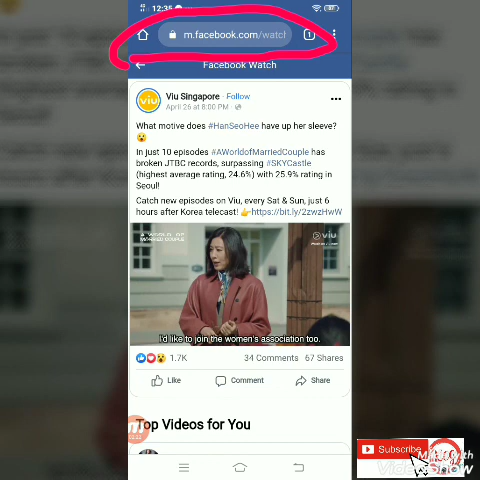 12:35
m.facebook.com/watch
1
Facebook Watch
viu
Viu Singapore · Follow
April 26 at 8:00 PM ·
What motive does #HanSeoHee have up her sleeve?
😮
In just 10 episodes #AWorldofMarriedCouple has
broken JTBC records, surpassing #SKYCastle
(highest average rating, 24.6%) with 25.9% rating in
Seoul!
Catch new episodes on Viu, every Sat & Sun, just 6
hours after Korea telecast! 👉https://bit.ly/2zwzHwW
A WORLD OF
MARRIED COUPLE
viu
I'd like to join the women's association too.
1.7K 34 Comments 67 Shares
Like Comment Share
Top Videos for You
Subscribe